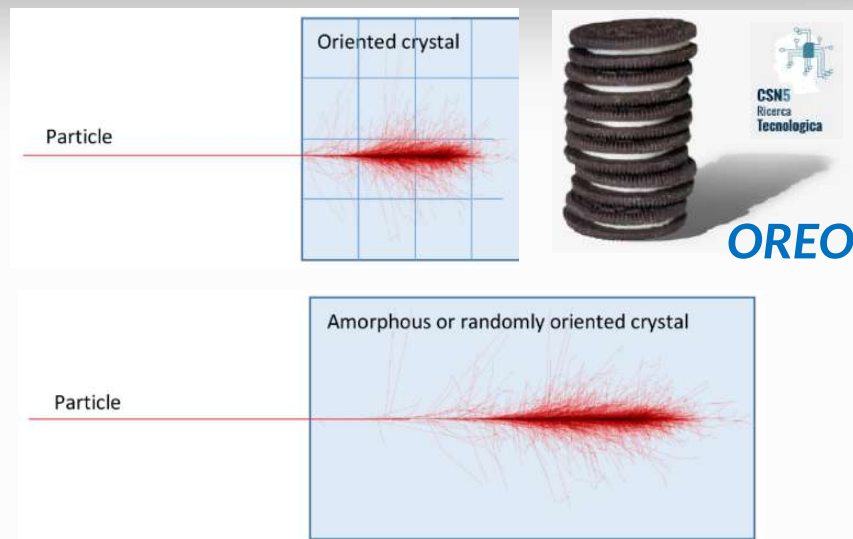 Oriented crystal
Particle
CSN5
Ricerca
Tecnologica
OREO
Amorphous or randomly oriented crystal
Particle